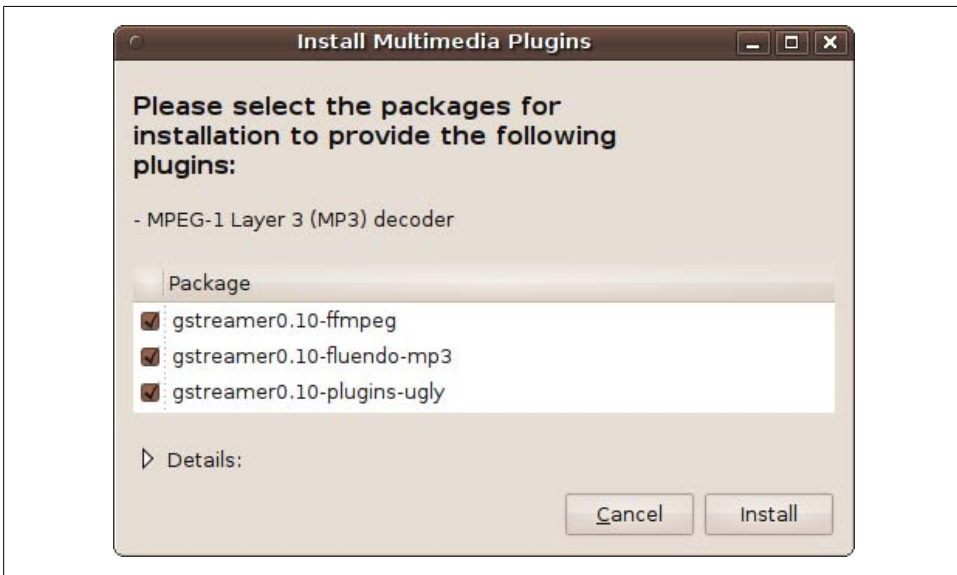 Install Multimedia Plugins
Please select the packages for
installation to provide the following
plugins:
- MPEG-1 Layer 3 (MP3) decoder
Package
gstreamer0.10-ffmpeg
gstreamer0.10-fluendo-mp3
gstreamer0.10-plugins-ugly
Details:
Cancel
Install